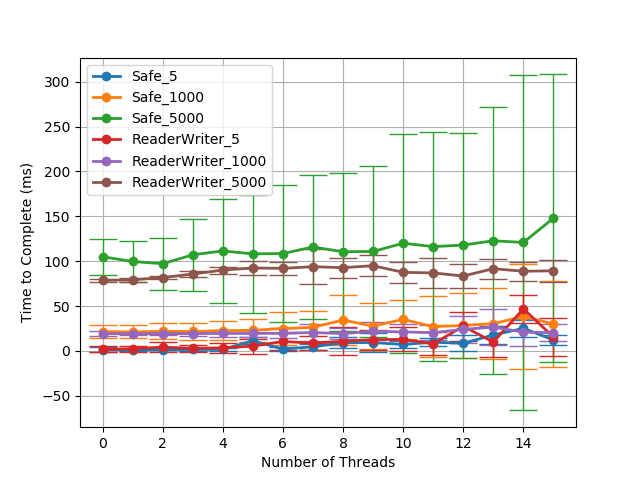 Safe_5
Safe_1000
Safe_5000
ReaderWriter_5
ReaderWriter_1000
ReaderWriter_5000
Time to Complete (ms)
300
250
200
150
100
50
0
−50
0 2 4 6 8 10 12 14
Number of Threads